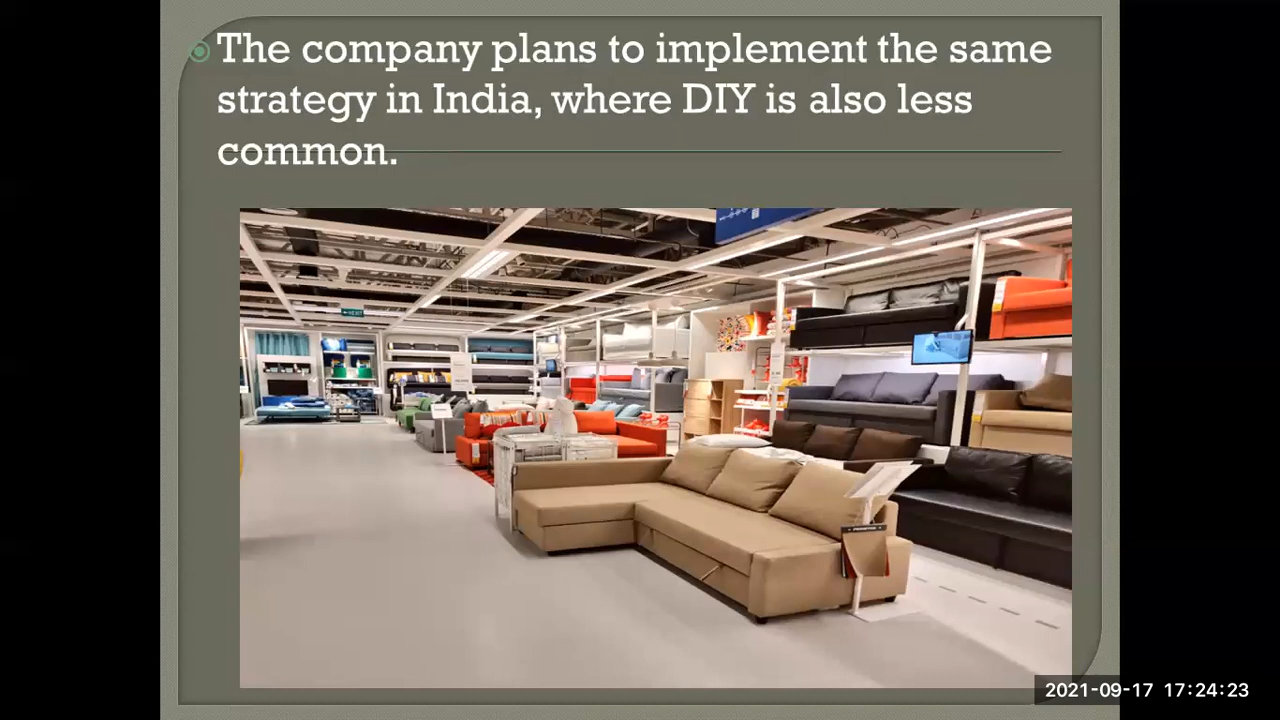 The company plans to implement the same
strategy in India, where DIY is also less
common.
2021-09-17 17:24:23